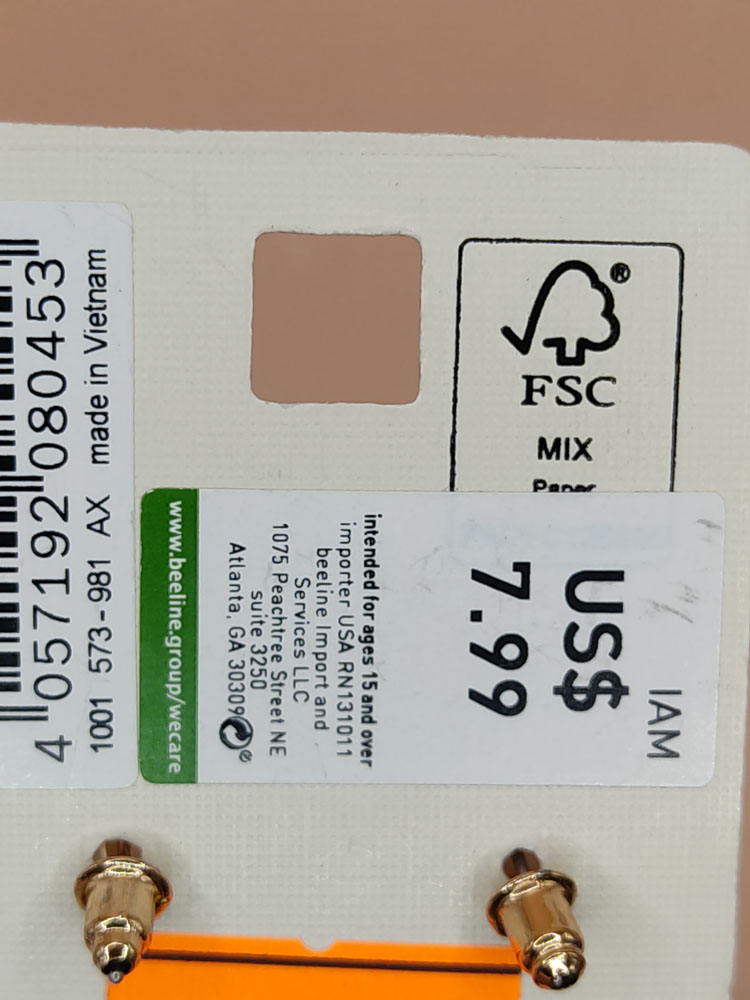 4 057192 080453
1001 573-981 AX made in Vietnam
®
FSC
MIX
Paper
IAM
US$
7.99
intended for ages 15 and over
importer USA RN131011
beeline Import and
Services LLC
1075 Peachtree Street NE
suite 3250
Atlanta, GA 30309
www.beeline.group/wecare